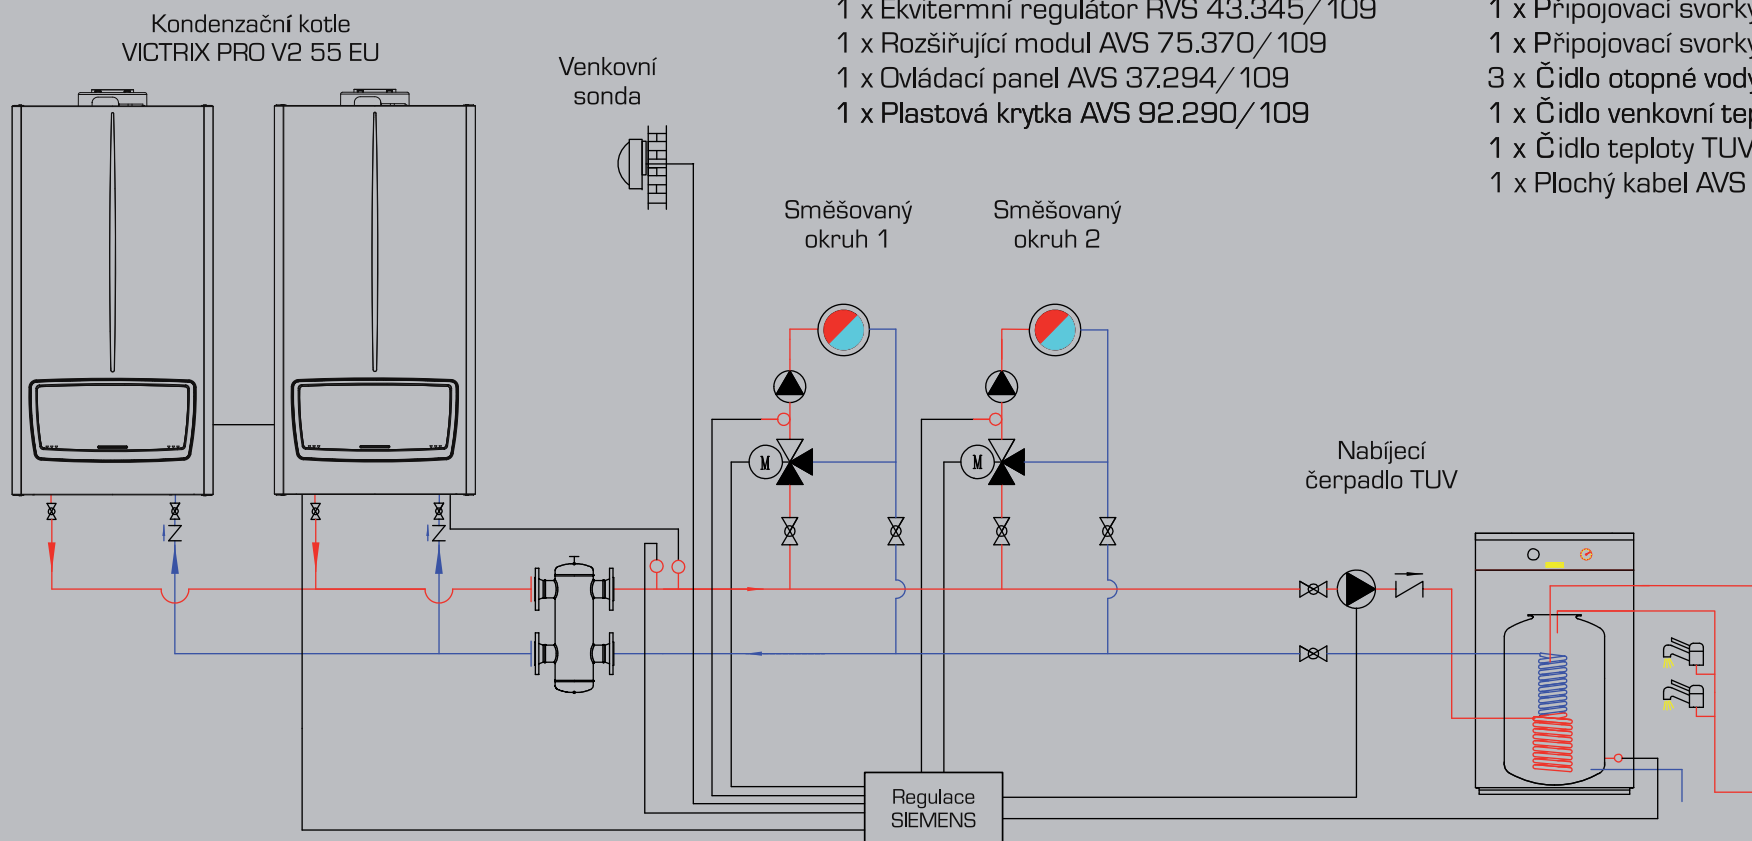 Kondenzační kotle
VICTRIX PRO V2 55 EU
Venkovní
sonda
1 x Ekvitermní regulátor RVS 43.345/109
1 x Rozšiřující modul AVS 75.370/109
1 x Ovládací panel AVS 37.294/109
1 x Plastová krytka AVS 92.290/109
1 x Připojovací svorky
1 x Připojovací svorky
3 x Čidlo otopné vody
1 x Čidlo venkovní tep
1 x Čidlo teploty TUV
1 x Plochý kabel AVS
Směšovaný
okruh 1
Směšovaný
okruh 2
M
M
Nabíjecí
čerpadlo TUV
Regulace
SIEMENS